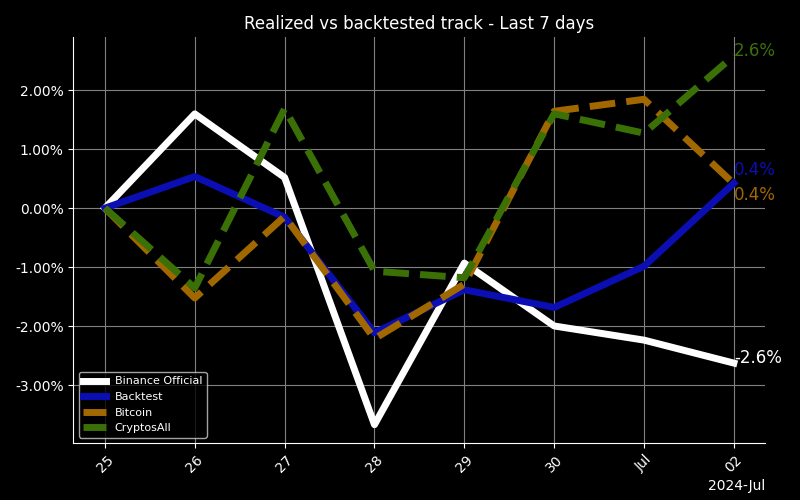 Realized vs backtested track - Last 7 days
2.6%
2.00%
1.00%
0.4%
0.00%
0.4%
-1.00%
-2.00%
-2.6%
-3.00%
Binance Official
Backtest
Bitcoin
CryptosAll
25 26 27 28 29 30 Jul 02
2024-Jul